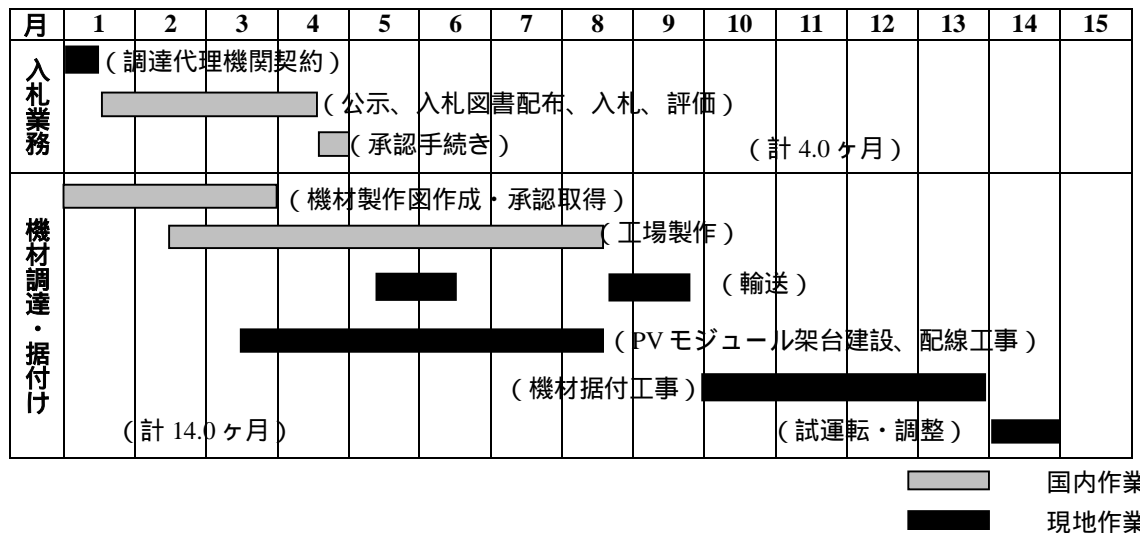 月 1 2 3 4 5 6 7 8 9 10 11 12 13 14 15
入札業務
(調達代理機関契約)
(公示、入札図書配布、入札、評価)
(承認手続き)
(計 4.0 ヶ月)
機材調達・据付け
(機材製作図作成・承認取得)
(工場製作)
(輸送)
(PV モジュール架台建設、配線工事)
(機材据付工事)
(計 14.0 ヶ月)
(試運転・調整)
国内作業
現地作業